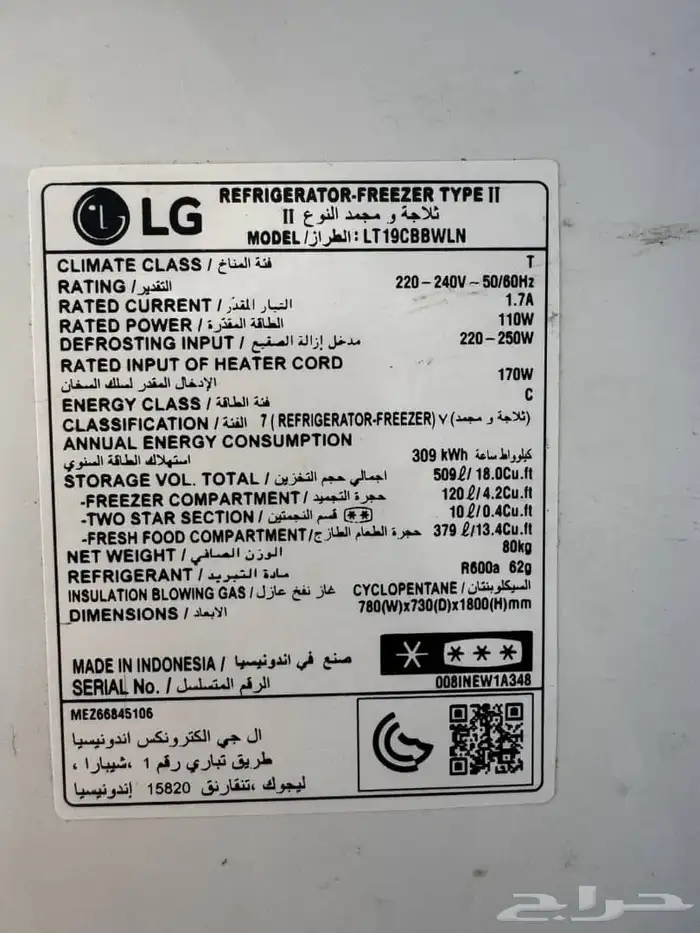 LG
REFRIGERATOR-FREEZER TYPE II
ثلاجة و مجمد النوع II
MODEL /الطراز: LT19CBBWLN
CLIMATE CLASS / فئة المناخ T
RATING /التقدير 220-240V ~ 50/60Hz
RATED CURRENT / التيار المقدّر 1.7A
RATED POWER / الطاقة المقدّرة 110W
DEFROSTING INPUT / مدخل إزالة الصقيع 220-250W
RATED INPUT OF HEATER CORD
الإدخال المقدر لسلك السخان 170W
ENERGY CLASS / فئة الطاقة C
CLASSIFICATION / الفئة 7 ( REFRIGERATOR-FREEZER) ٧ (ثلاجة و مجمد)
ANNUAL ENERGY CONSUMPTION
استهلاك الطاقة السنوي 309 kWh كيلوواط ساعة
STORAGE VOL. TOTAL / اجمالي حجم التخزين 509ℓ/ 18.0Cu.ft
-FREEZER COMPARTMENT / حجرة التجميد 120ℓ/4.2Cu.ft
-TWO STAR SECTION / قسم النجمتين 10ℓ/0.4Cu.ft
-FRESH FOOD COMPARTMENT/حجرة الطعام الطازج 379ℓ/13.4Cu.ft
NET WEIGHT / الوزن الصافي 80kg
REFRIGERANT / مادة التبريد R600a 62g
INSULATION BLOWING GAS / غاز نفخ عازل CYCLOPENTANE / السيكلوبنتان
DIMENSIONS / الابعاد 780(W)x730(D)x1800(H)mm
MADE IN INDONESIA / صنع في اندونيسيا
SERIAL No. / الرقم المتسلسل 008INEW1A348
MEZ66845106
ال جي الكترونكس اندونيسيا
طريق تباري رقم 1 ،شيبارا ،
ليجوك ،تنقارنق 15820 إندونيسيا
حراج